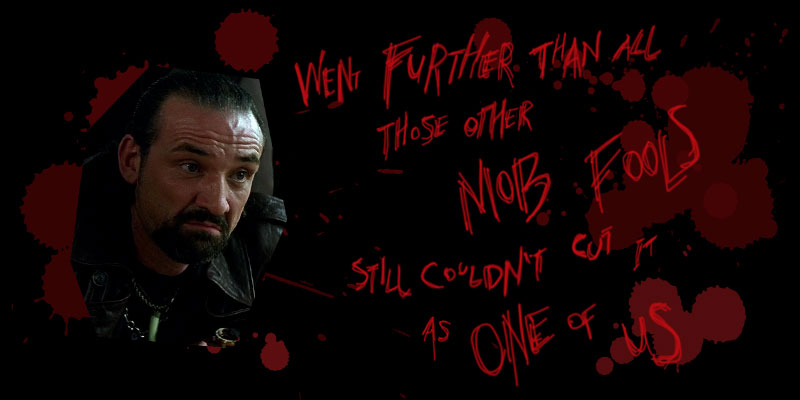 WENT FURTHER THAN ALL
THOSE OTHER
MOB FOOLS
STILL COULDN'T CUT IT
AS ONE OF US